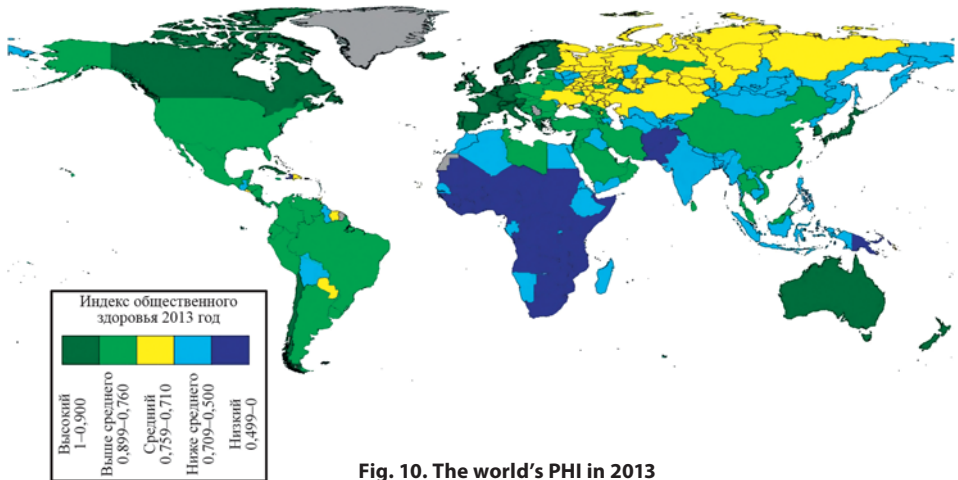 Индекс общественного
здоровья 2013 год
Высокий
1–0,900
Выше среднего
0,899–0,760
Средний
0,759–0,710
Ниже среднего
0,709–0,500
Низкий
0,499–0
Fig. 10. The world's PHI in 2013